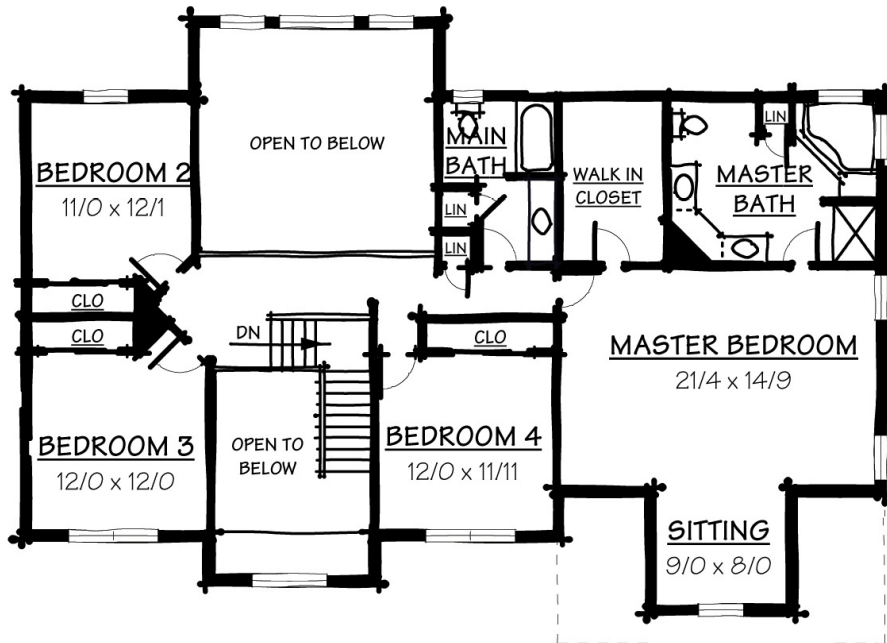 OPEN TO BELOW
MAIN
BATH
LIN
LIN
WALK IN
CLOSET
LIN
MASTER
BATH
BEDROOM 2
11/0 x 12/1
CLO
CLO
DN
CLO
MASTER BEDROOM
21/4 x 14/9
BEDROOM 3
12/0 x 12/0
OPEN TO
BELOW
BEDROOM 4
12/0 x 11/11
SITTING
9/0 x 8/0